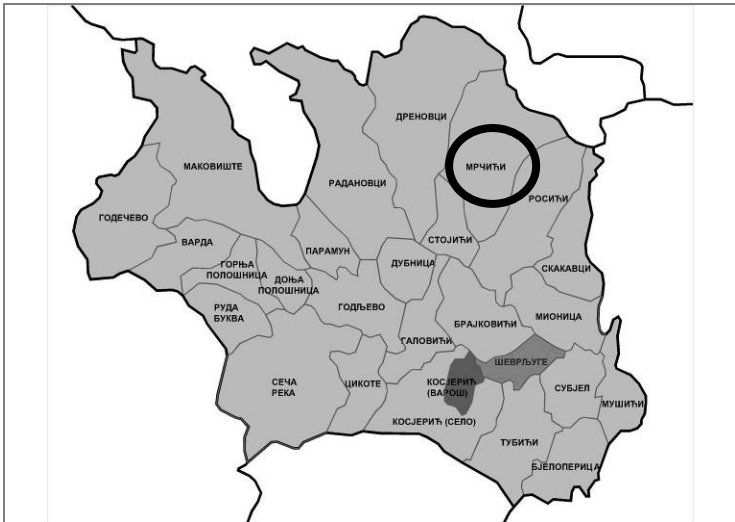 ДРЕНОВЦИ
МРЧИЋИ
МАКОВИШТЕ
РАДАНОВЦИ
РОСИЋИ
ГОДЕЧЕВО
ВАРДА
ПАРАМУН
СТОЈИЋИ
ДУБНИЦА
ГОРЊА
ПОЛОШНИЦА
ДОЊА
ПОЛОШНИЦА
СКАКАВЦИ
РУДА
БУКВА
ГОДЉЕВО
МИОНИЦА
БРАЈКОВИЋИ
ГАЛОВИЋИ
ШЕВРЉУГЕ
СЕЧА
РЕКА
ЦИКОТЕ
КОСЈЕРИЋ
(ВАРОШ)
СУБЈЕЛ
МУШИЋИ
КОСЈЕРИЋ (СЕЛО)
ТУБИЋИ
БЈЕЛОПЕРИЦА